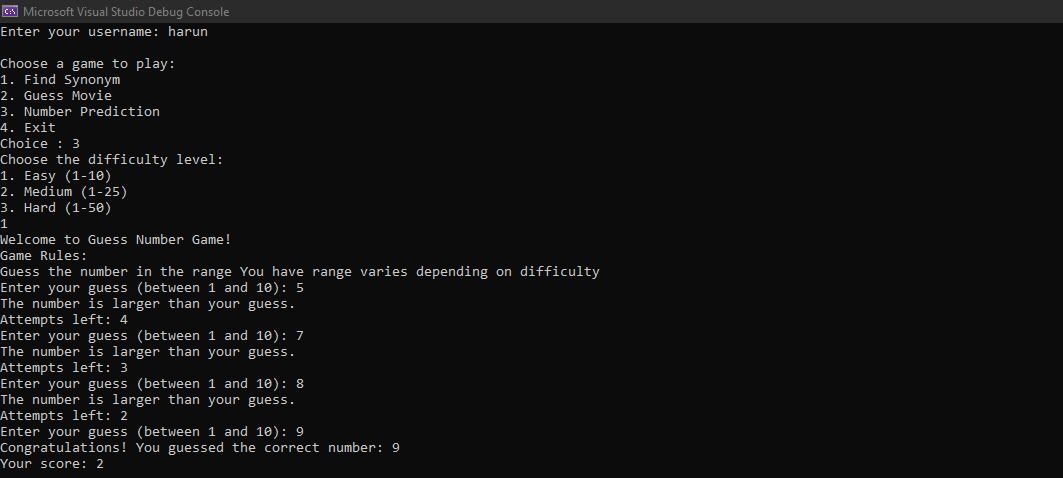 Microsoft Visual Studio Debug Console
Enter your username: harun
Choose a game to play:
1. Find Synonym
2. Guess Movie
3. Number Prediction
4. Exit
Choice : 3
Choose the difficulty level:
1. Easy (1-10)
2. Medium (1-25)
3. Hard (1-50)
1
Welcome to Guess Number Game!
Game Rules:
Guess the number in the range You have range varies depending on difficulty
Enter your guess (between 1 and 10): 5
The number is larger than your guess.
Attempts left: 4
Enter your guess (between 1 and 10): 7
The number is larger than your guess.
Attempts left: 3
Enter your guess (between 1 and 10): 8
The number is larger than your guess.
Attempts left: 2
Enter your guess (between 1 and 10): 9
Congratulations! You guessed the correct number: 9
Your score: 2